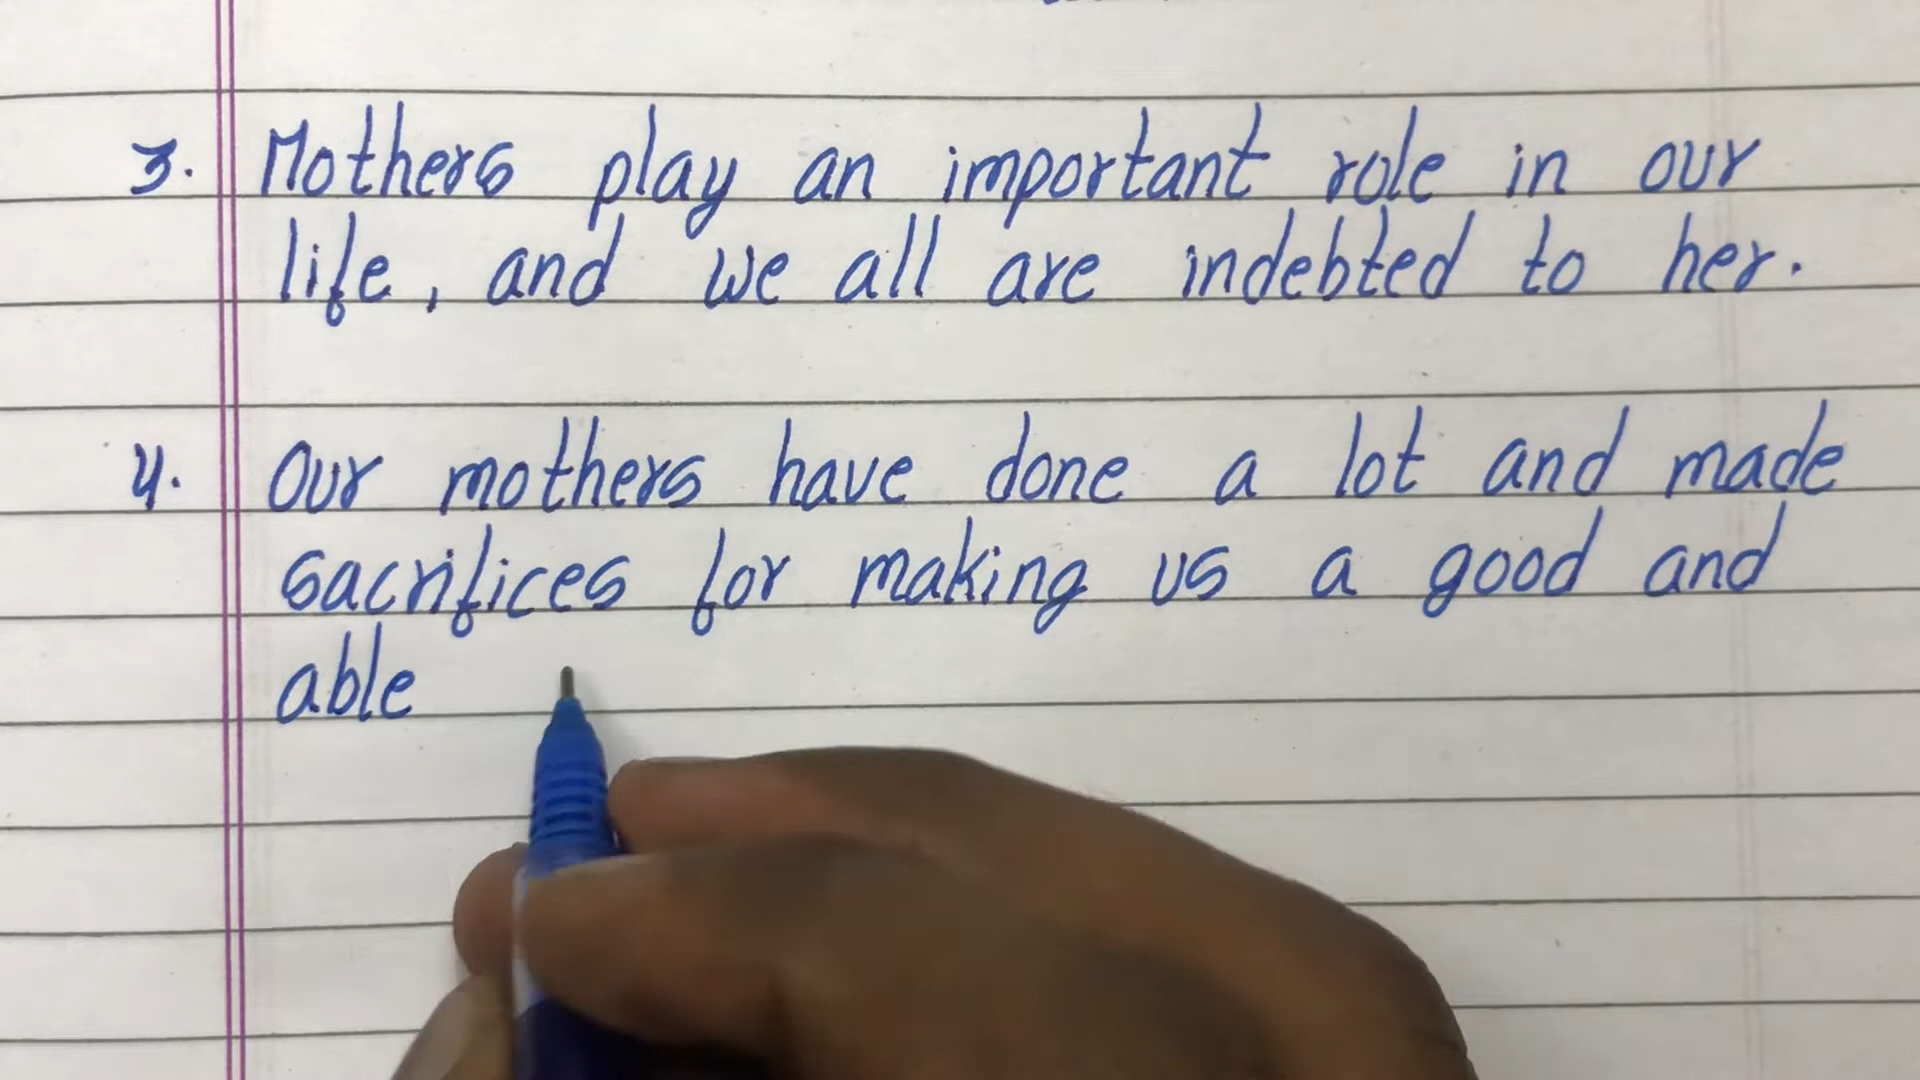 3. Mothers play an important role in our
life, and we all are indebted to her.
4. Our mothers have done a lot and made
sacrifices for making us a good and
able